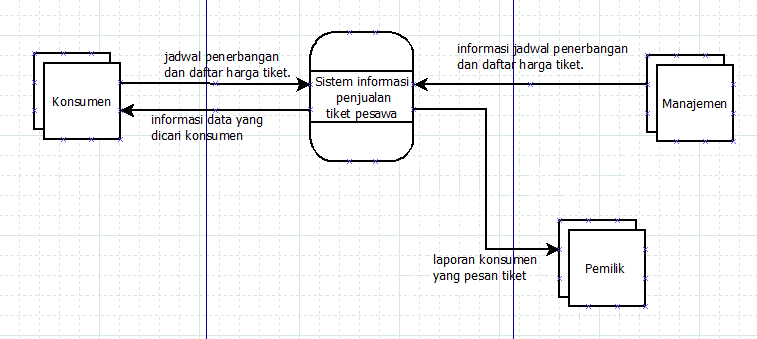 jadwal penerbangan
dan daftar harga tiket.
informasi jadwal penerbangan
dan daftar harga tiket.
Konsumen
Sistem informasi
penjualan
tiket pesawa
Manajemen
informasi data yang
dicari konsumen
laporan konsumen
yang pesan tiket
Pemilik